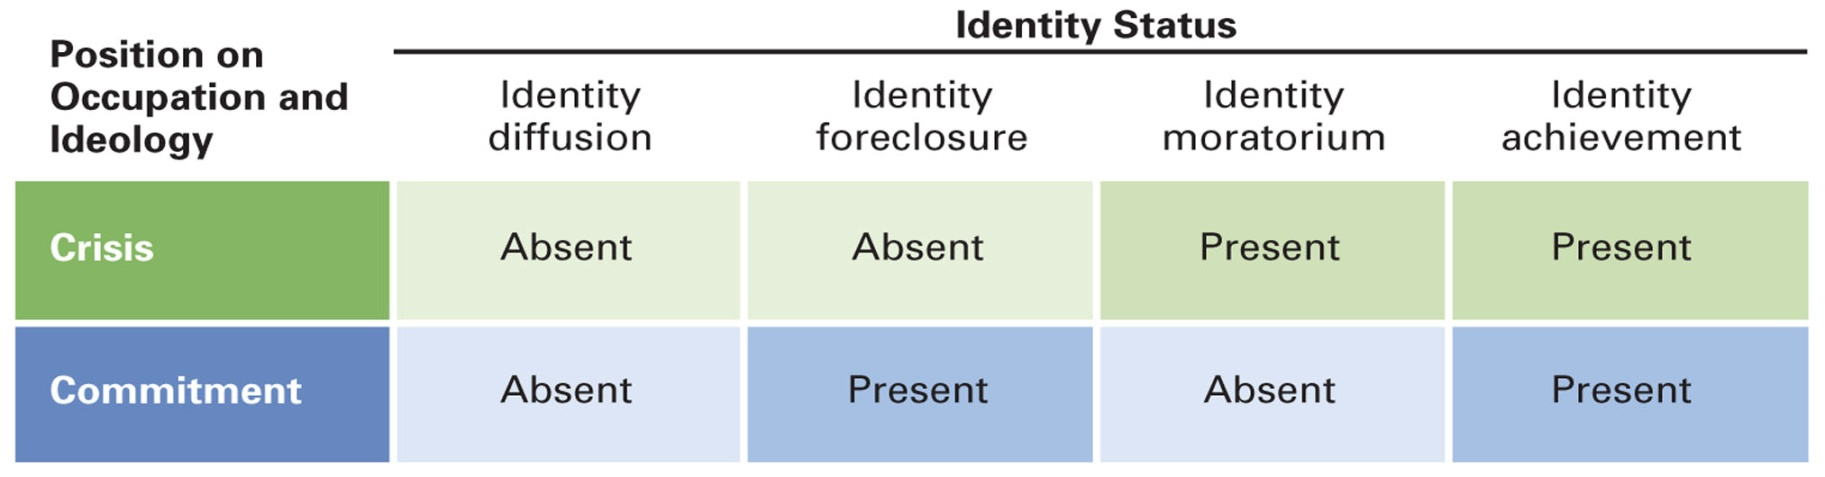 Identity Status
Position on
Occupation and
Ideology
Identity
diffusion
Identity
foreclosure
Identity
moratorium
Identity
achievement
Crisis Absent Absent Present Present
Commitment Absent Present Absent Present